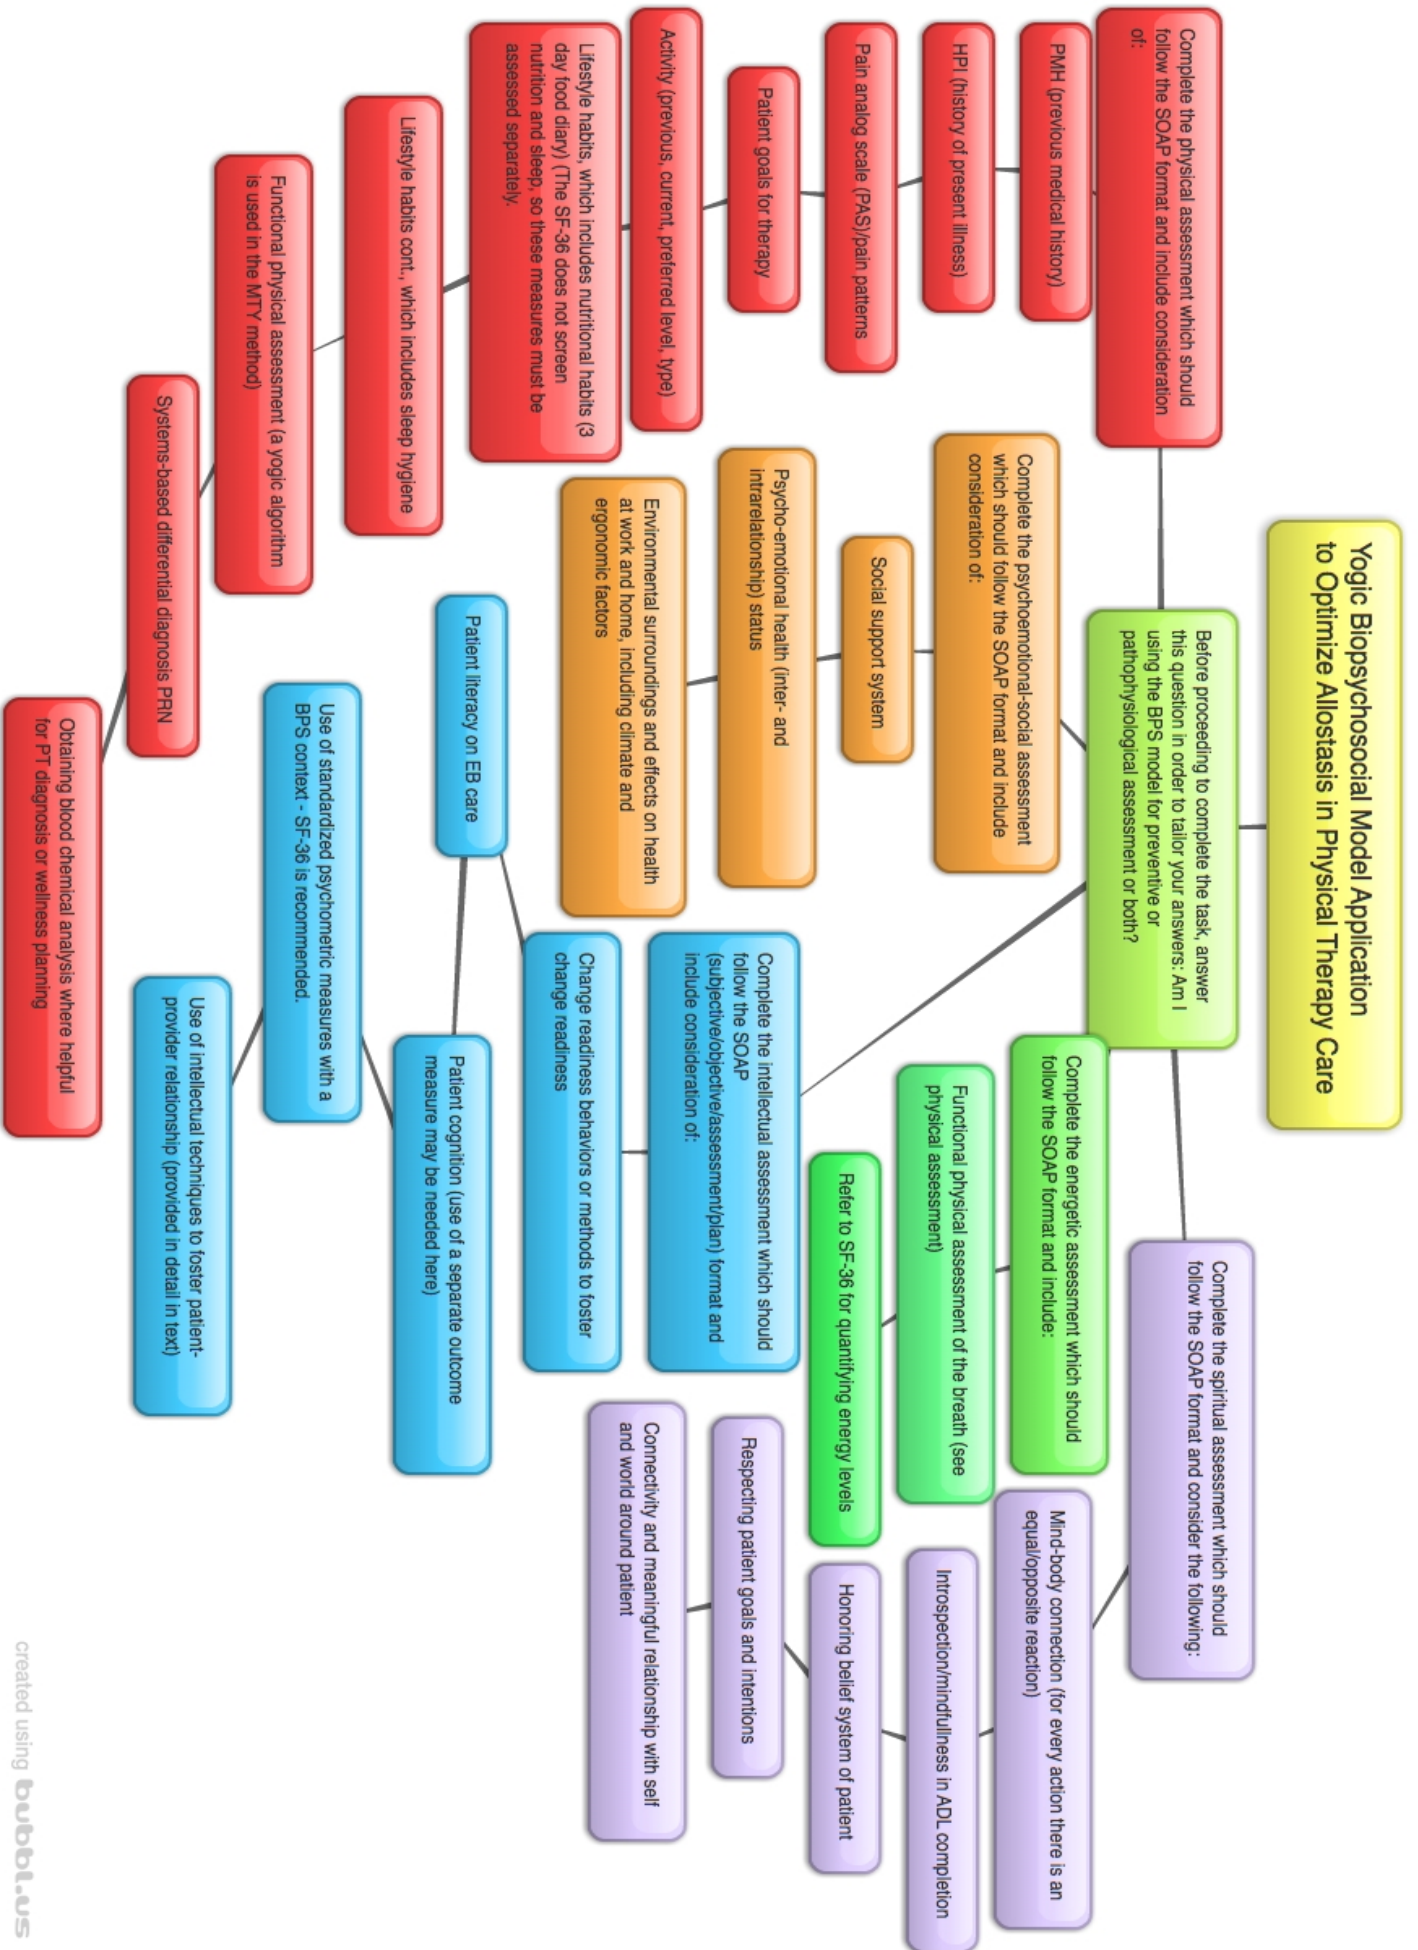 Yogic Biopsychosocial Model Application
to Optimize Allostasis in Physical Therapy Care
Before proceeding to complete the task, answer
this question in order to tailor your answers: Am I
using the BPS model for preventive or
pathophysiological assessment or both?
Complete the physical assessment which should
follow the SOAP format and include consideration
of:
PMH (previous medical history)
HPI (history of present illness)
Pain analog scale (PAS)/pain patterns
Patient goals for therapy
Activity (previous, current, preferred level, type)
Lifestyle habits, which includes nutritional habits (3
day food diary) (The SF-36 does not screen
nutrition and sleep, so these measures must be
assessed separately.
Lifestyle habits cont., which includes sleep hygiene
Functional physical assessment (a yogic algorithm
is used in the MTY method)
Systems-based differential diagnosis PRN
Obtaining blood chemical analysis where helpful
for PT diagnosis or wellness planning
Complete the psychoemotional-social assessment
which should follow the SOAP format and include
consideration of:
Social support system
Psycho-emotional health (inter- and
intrarelationship) status
Environmental surroundings and effects on health
at work and home, including climate and
ergonomic factors
Complete the intellectual assessment which should
follow the SOAP
(subjective/objective/assessment/plan) format and
include consideration of:
Change readiness behaviors or methods to foster
change readiness
Patient literacy on EB care
Patient cognition (use of a separate outcome
measure may be needed here)
Use of standardized psychometric measures with a
BPS context - SF-36 is recommended.
Use of intellectual techniques to foster patient-
provider relationship (provided in detail in text)
Complete the energetic assessment which should
follow the SOAP format and include:
Functional physical assessment of the breath (see
physical assessment)
Refer to SF-36 for quantifying energy levels
Complete the spiritual assessment which should
follow the SOAP format and consider the following:
Mind-body connection (for every action there is an
equal/opposite reaction)
Introspection/mindfullness in ADL completion
Honoring belief system of patient
Respecting patient goals and intentions
Connectivity and meaningful relationship with self
and world around patient
created using bubbl.us